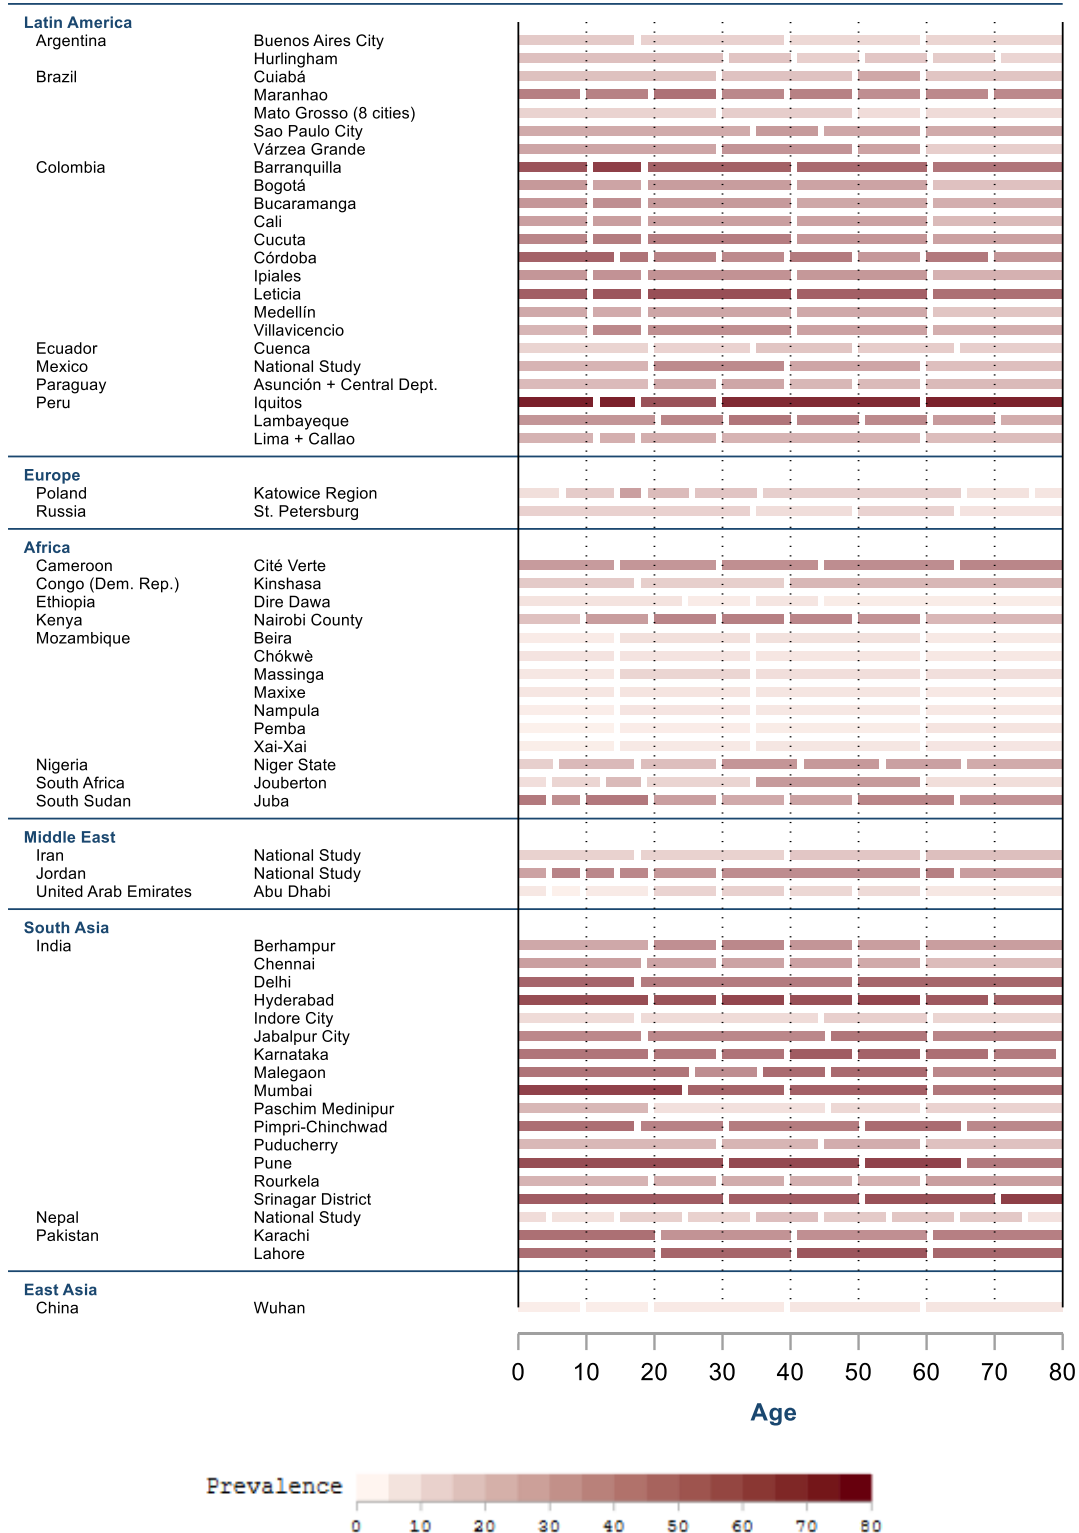 Latin America
Argentina Buenos Aires City
Hurlingham
Brazil Cuiabá
Maranhao
Mato Grosso (8 cities)
Sao Paulo City
Várzea Grande
Colombia Barranquilla
Bogotá
Bucaramanga
Cali
Cucuta
Córdoba
Ipiales
Leticia
Medellín
Villavicencio
Ecuador Cuenca
Mexico National Study
Paraguay Asunción + Central Dept.
Peru Iquitos
Lambayeque
Lima + Callao
Europe
Poland Katowice Region
Russia St. Petersburg
Africa
Cameroon Cité Verte
Congo (Dem. Rep.) Kinshasa
Ethiopia Dire Dawa
Kenya Nairobi County
Mozambique Beira
Chókwè
Massinga
Maxixe
Nampula
Pemba
Xai-Xai
Nigeria Niger State
South Africa Jouberton
South Sudan Juba
Middle East
Iran National Study
Jordan National Study
United Arab Emirates Abu Dhabi
South Asia
India Berhampur
Chennai
Delhi
Hyderabad
Indore City
Jabalpur City
Karnataka
Malegaon
Mumbai
Paschim Medinipur
Pimpri-Chinchwad
Puducherry
Pune
Rourkela
Srinagar District
Nepal National Study
Pakistan Karachi
Lahore
East Asia
China Wuhan
0 10 20 30 40 50 60 70 80
Age
Prevalence
0 10 20 30 40 50 60 70 80